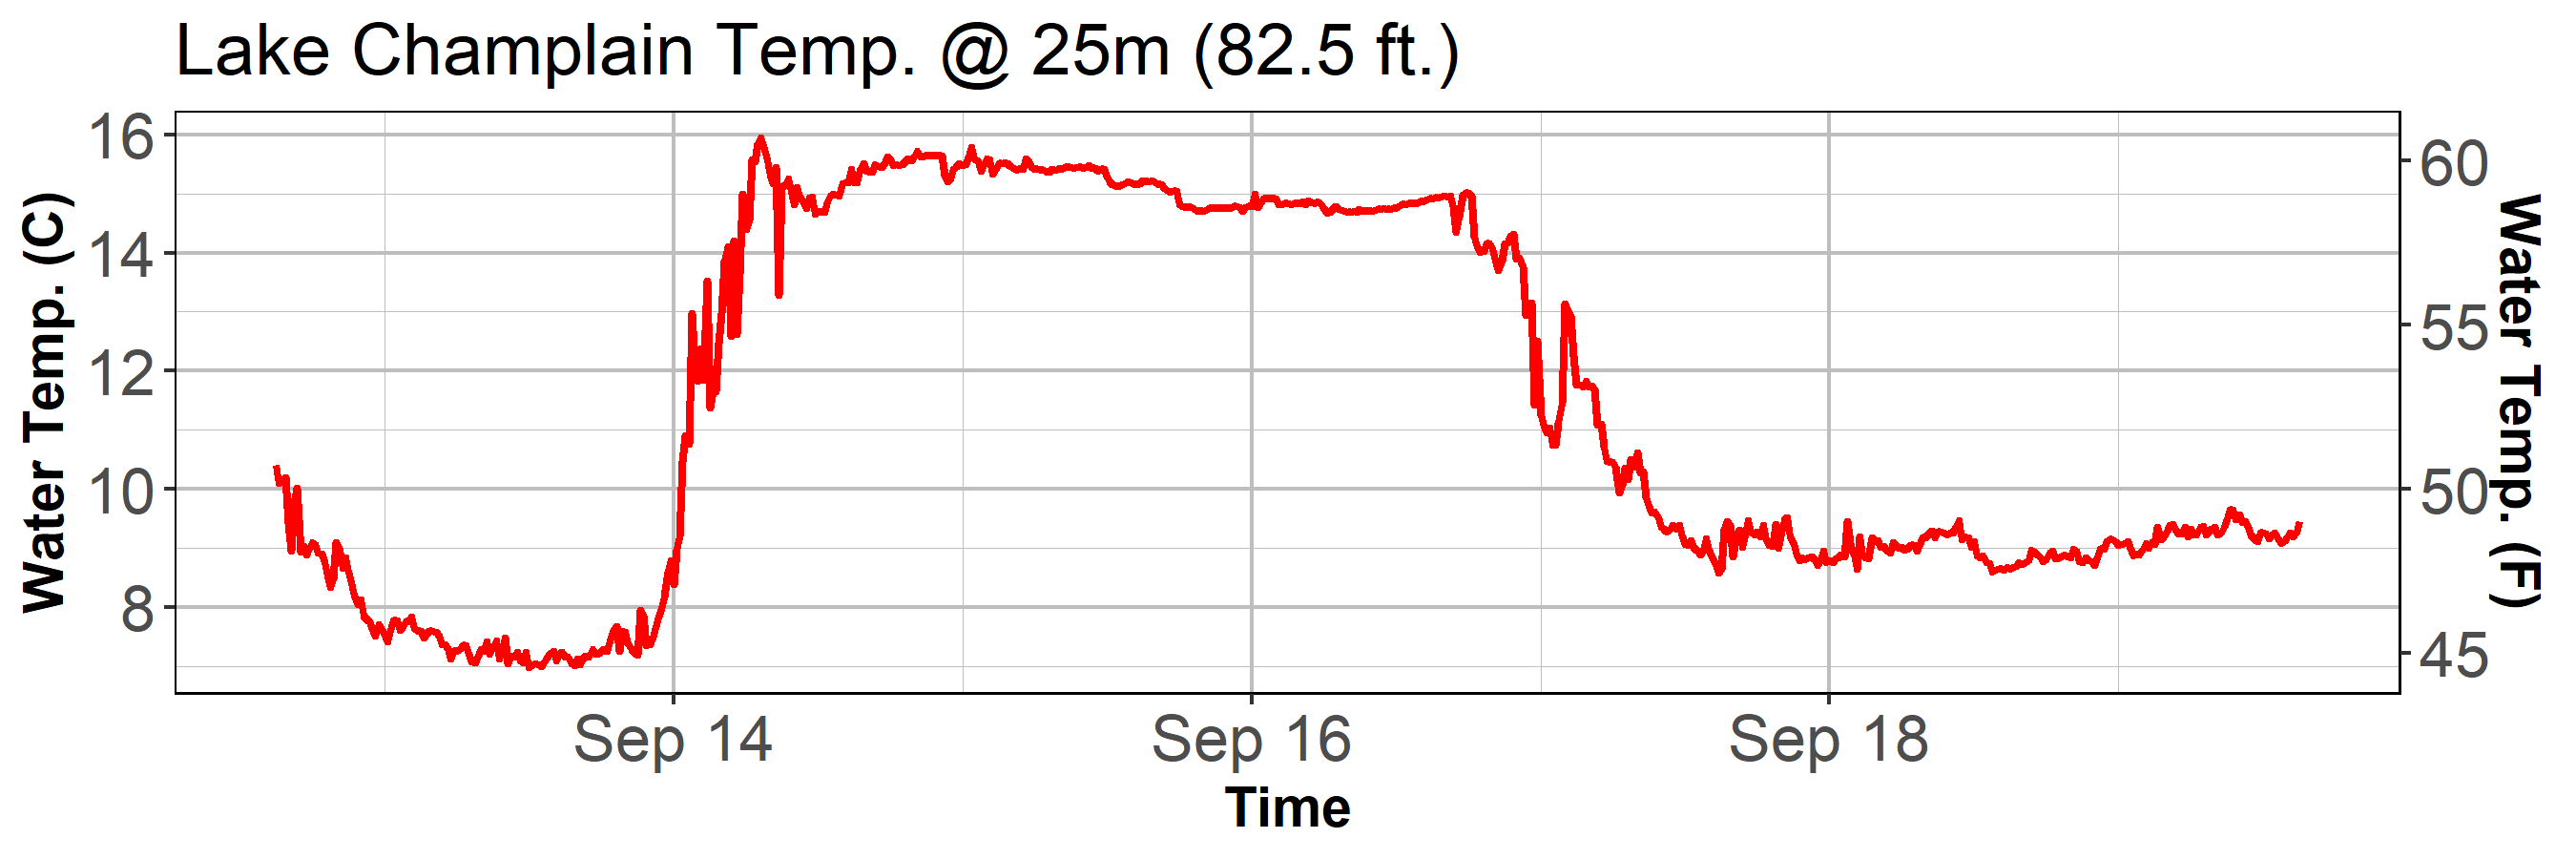 Lake Champlain Temp. @ 25m (82.5 ft.)
Water Temp. (C)
16
14
12
10
8
60
55
50
45
Water Temp. (F)
Sep 14
Sep 16
Sep 18
Time